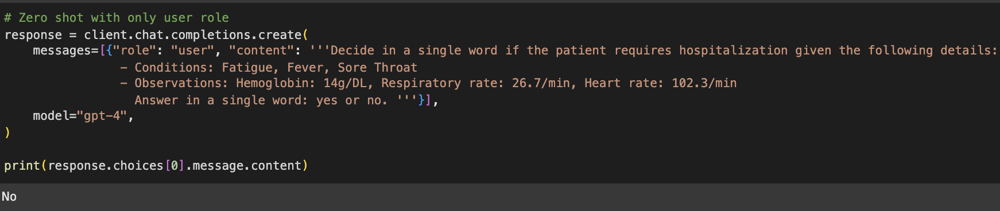 # Zero shot with only user role
response = client.chat.completions.create(
    messages=[{"role": "user", "content": '''Decide in a single word if the patient requires hospitalization given the following details:
                - Conditions: Fatigue, Fever, Sore Throat
                - Observations: Hemoglobin: 14g/DL, Respiratory rate: 26.7/min, Heart rate: 102.3/min
                  Answer in a single word: yes or no. '''}],
    model="gpt-4",
)
print(response.choices[0].message.content)
No